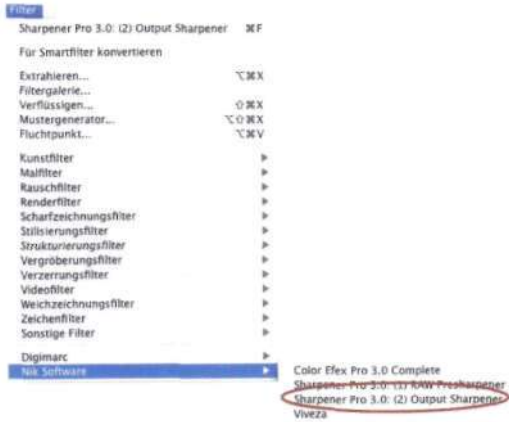 Filter
Sharpener Pro 3.0: (2) Output Sharpener ⌘F
Für Smartfilter konvertieren
Extrahieren... ⌥⌘X
Filtergalerie...
Verflüssigen... ⇧⌘X
Mustergenerator... ⌥⇧⌘X
Fluchtpunkt... ⌥⌘V
Kunstfilter
Malfilter
Rauschfilter
Renderfilter
Scharfzeichnungsfilter
Stilisierungsfilter
Strukturierungsfilter
Vergröberungsfilter
Verzerrungsfilter
Videofilter
Weichzeichnungsfilter
Zeichenfilter
Sonstige Filter
Digimarc
Nik Software
Color Efex Pro 3.0 Complete
Sharpener Pro 3.0: (1) RAW Presharpener
Sharpener Pro 3.0: (2) Output Sharpener
Viveza